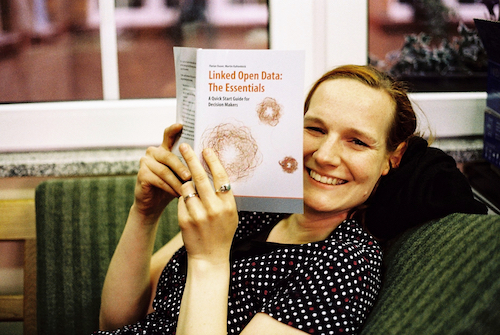 Linked Open Data:
The Essentials
A Quick Start Guide for
Decision Makers